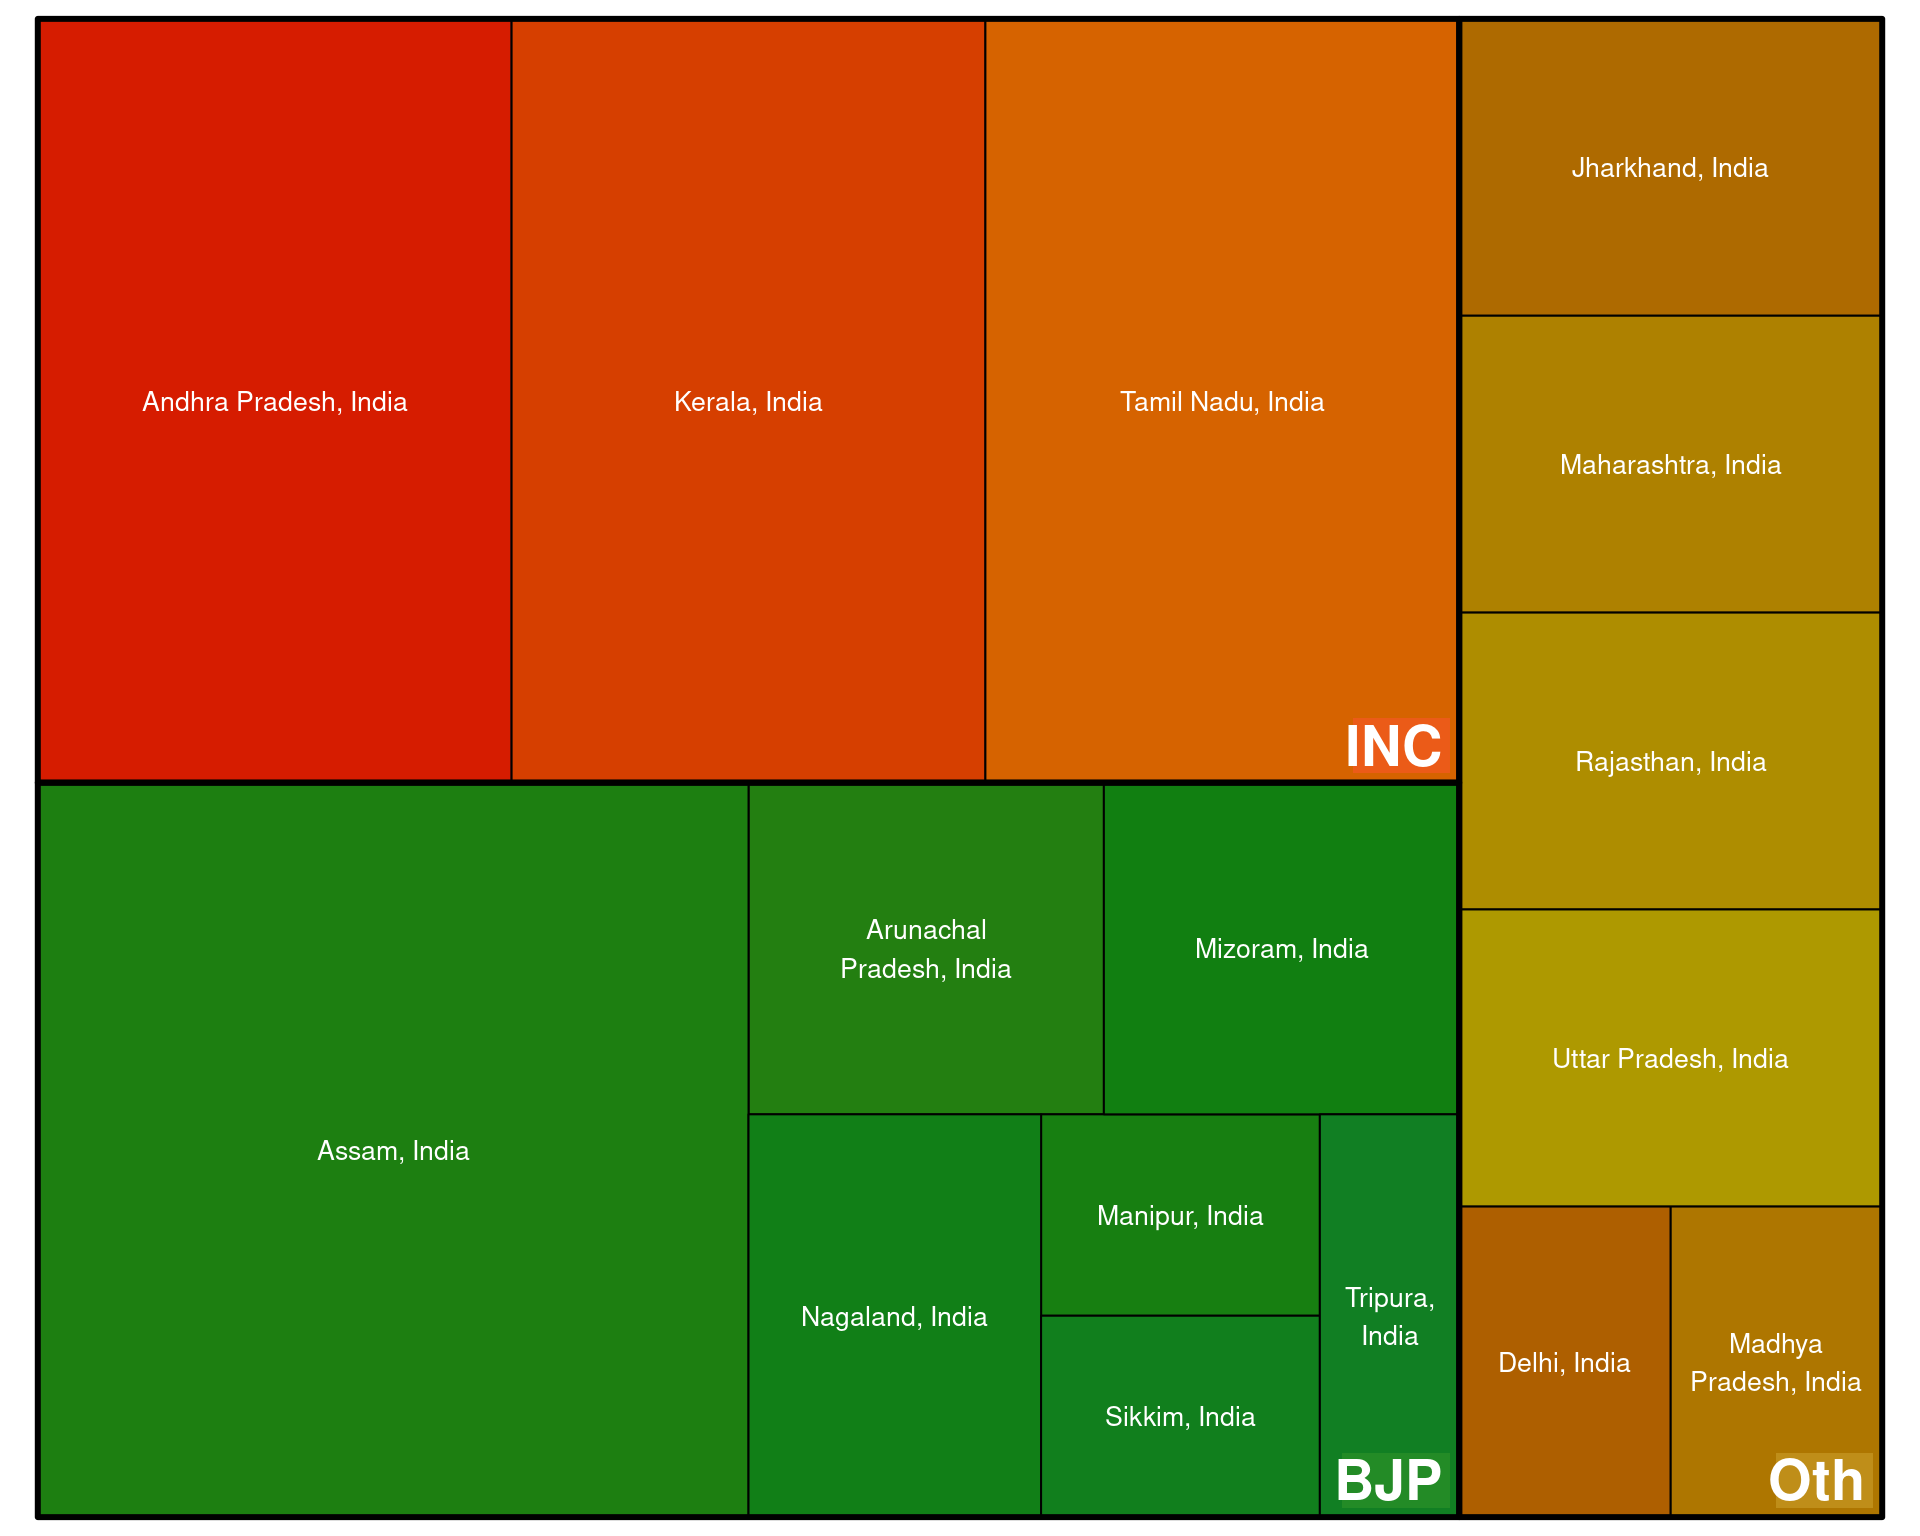 Andhra Pradesh, India
Kerala, India
Tamil Nadu, India
INC
Jharkhand, India
Maharashtra, India
Rajasthan, India
Uttar Pradesh, India
Delhi, India
Madhya
Pradesh, India
Oth
Assam, India
Arunachal
Pradesh, India
Mizoram, India
Nagaland, India
Manipur, India
Sikkim, India
Tripura,
India
BJP